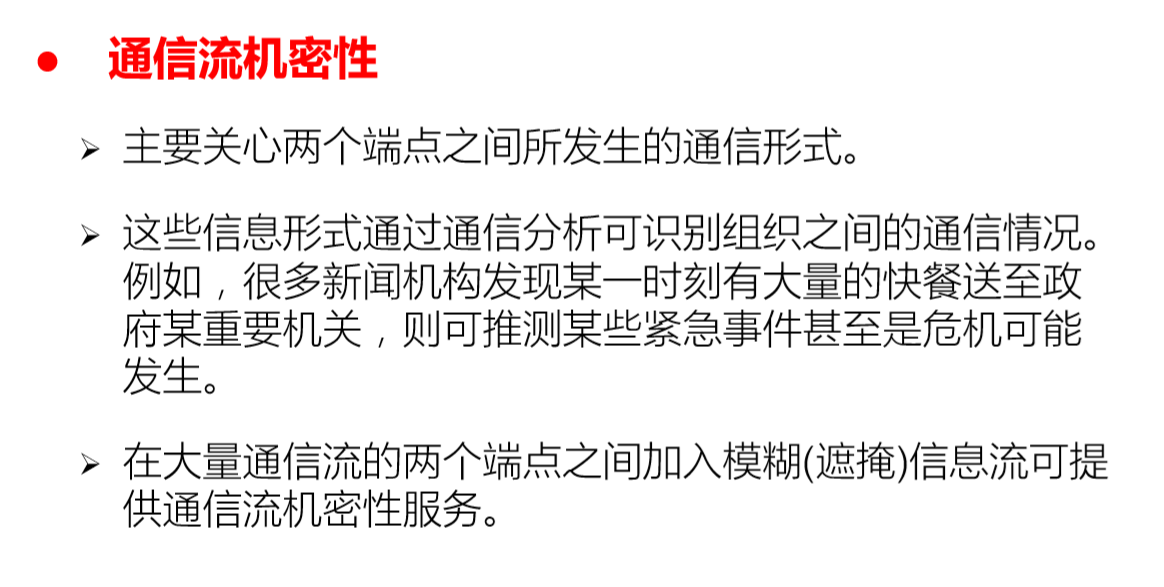 ● 通信流机密性
➢ 主要关心两个端点之间所发生的通信形式。
➢ 这些信息形式通过通信分析可识别组织之间的通信情况。
例如，很多新闻机构发现某一时刻有大量的快餐送至政
府某重要机关，则可推测某些紧急事件甚至是危机可能
发生。
➢ 在大量通信流的两个端点之间加入模糊(遮掩)信息流可提
供通信流机密性服务。